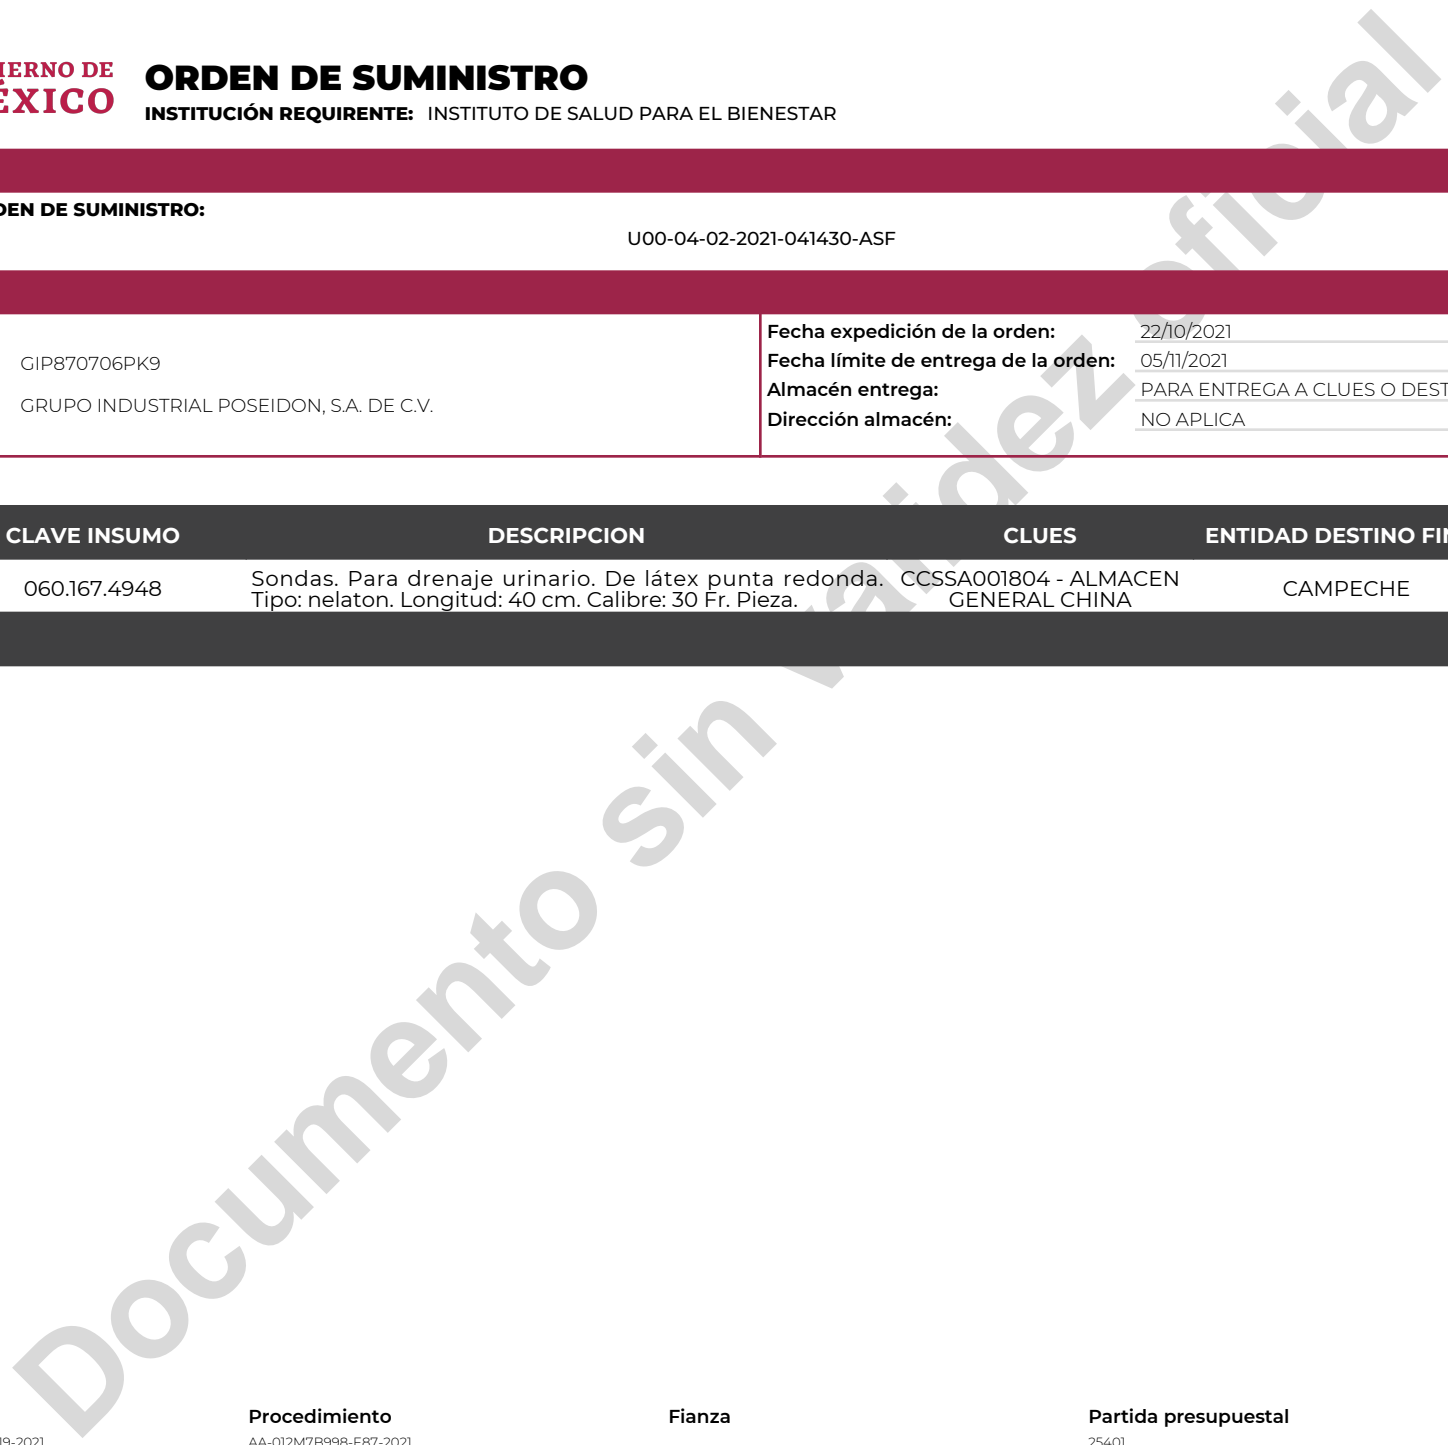 IERNO DE
ÉXICO
ORDEN DE SUMINISTRO
INSTITUCIÓN REQUIRENTE: INSTITUTO DE SALUD PARA EL BIENESTAR
DEN DE SUMINISTRO:
U00-04-02-2021-041430-ASF
GIP870706PK9
GRUPO INDUSTRIAL POSEIDON, S.A. DE C.V.
Fecha expedición de la orden: 22/10/2021
Fecha límite de entrega de la orden: 05/11/2021
Almacén entrega: PARA ENTREGA A CLUES O DEST
Dirección almacén: NO APLICA
CLAVE INSUMO DESCRIPCION CLUES ENTIDAD DESTINO FIN
060.167.4948 Sondas. Para drenaje urinario. De látex punta redonda. Tipo: nelaton. Longitud: 40 cm. Calibre: 30 Fr. Pieza. CCSSA001804 - ALMACEN GENERAL CHINA CAMPECHE
Documento sin validez oficial
Procedimiento Fianza Partida presupuestal
19-2021 AA-012M7B998-E87-2021 25401